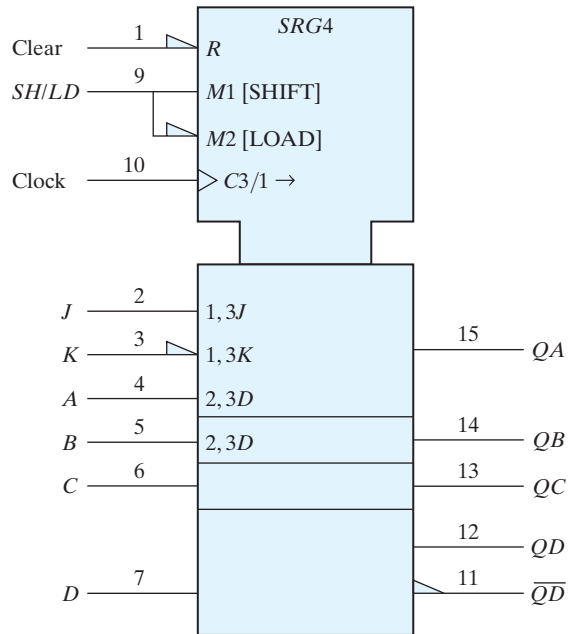 SRG4
Clear 1 R
SH/LD 9 M1 [SHIFT]
M2 [LOAD]
Clock 10 C3/1 →
J 2 1, 3J
K 3 1, 3K
15 QA
A 4 2, 3D
B 5 2, 3D
14 QB
C 6
13 QC
12 QD
D 7
11 \overline{QD}